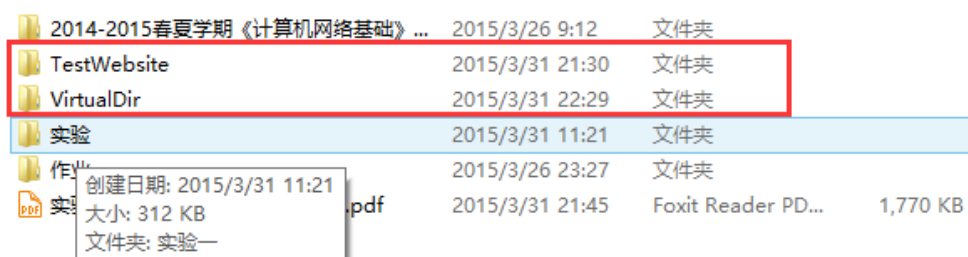 2014-2015春夏学期《计算机网络基础》... 2015/3/26 9:12 文件夹
TestWebsite 2015/3/31 21:30 文件夹
VirtualDir 2015/3/31 22:29 文件夹
实验 2015/3/31 11:21 文件夹
作业 2015/3/26 23:27 文件夹
实 .pdf 2015/3/31 21:45 Foxit Reader PD... 1,770 KB
创建日期: 2015/3/31 11:21
大小: 312 KB
文件夹: 实验一